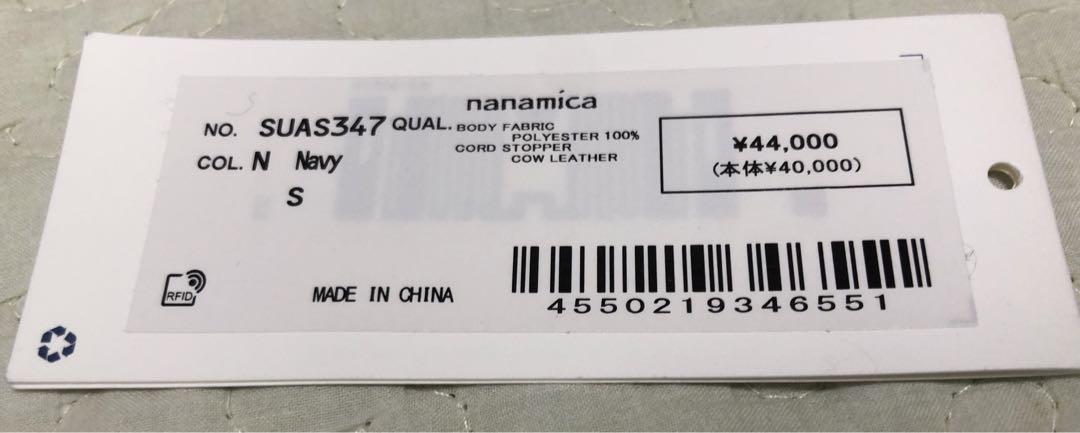 nanamica
NO. SUAS347 QUAL. BODY FABRIC
POLYESTER 100%
CORD STOPPER
COW LEATHER
COL. N Navy
S
¥44,000
(本体¥40,000)
RFID
MADE IN CHINA
4550219346551